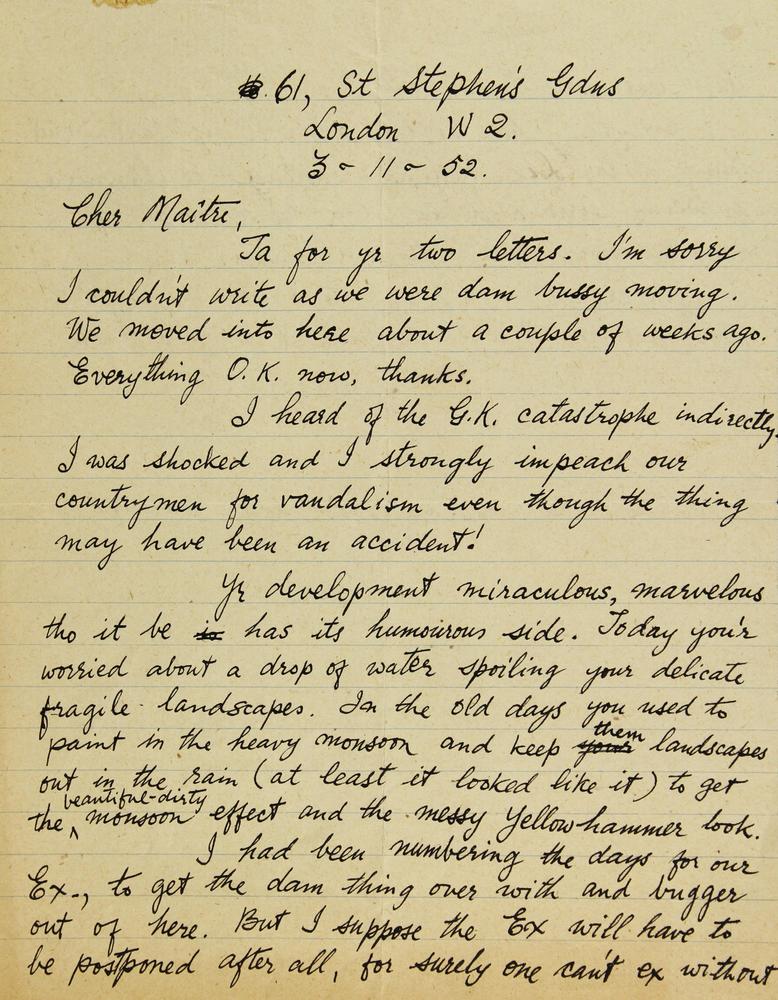 61, St Stephen's Gdns
London W 2.
3 - 11 - 52.
Cher Maître,
Ta for yr two letters. I'm sorry
I couldn't write as we were dam bussy moving.
We moved into here about a couple of weeks ago.
Everything O.K. now, thanks.
I heard of the G.K. catastrophe indirectly.
I was shocked and I strongly impeach our
countrymen for vandalism even though the thing
may have been an accident!
Yr development miraculous, marvelous
tho it be is has its humourous side. Today you'r
worried about a drop of water spoiling your delicate
fragile landscapes. In the old days you used to
paint in the heavy monsoon and keep your them landscapes
out in the rain (at least it looked like it) to get
the beautiful-dirty monsoon effect and the messy Yellowhammer look.
I had been numbering the days for our
Ex., to get the dam thing over with and bugger
out of here. But I suppose the Ex will have to
be postponed after all, for surely one can't ex without